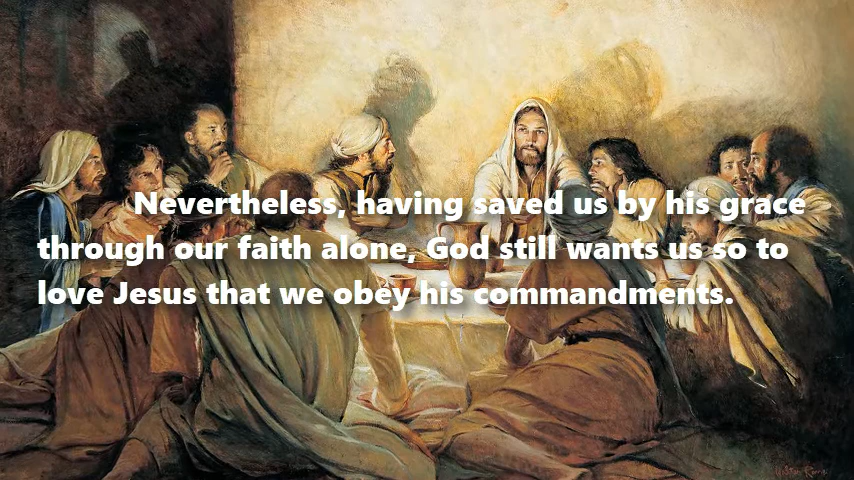 Nevertheless, having saved us by his grace
through our faith alone, God still wants us so to
love Jesus that we obey his commandments.